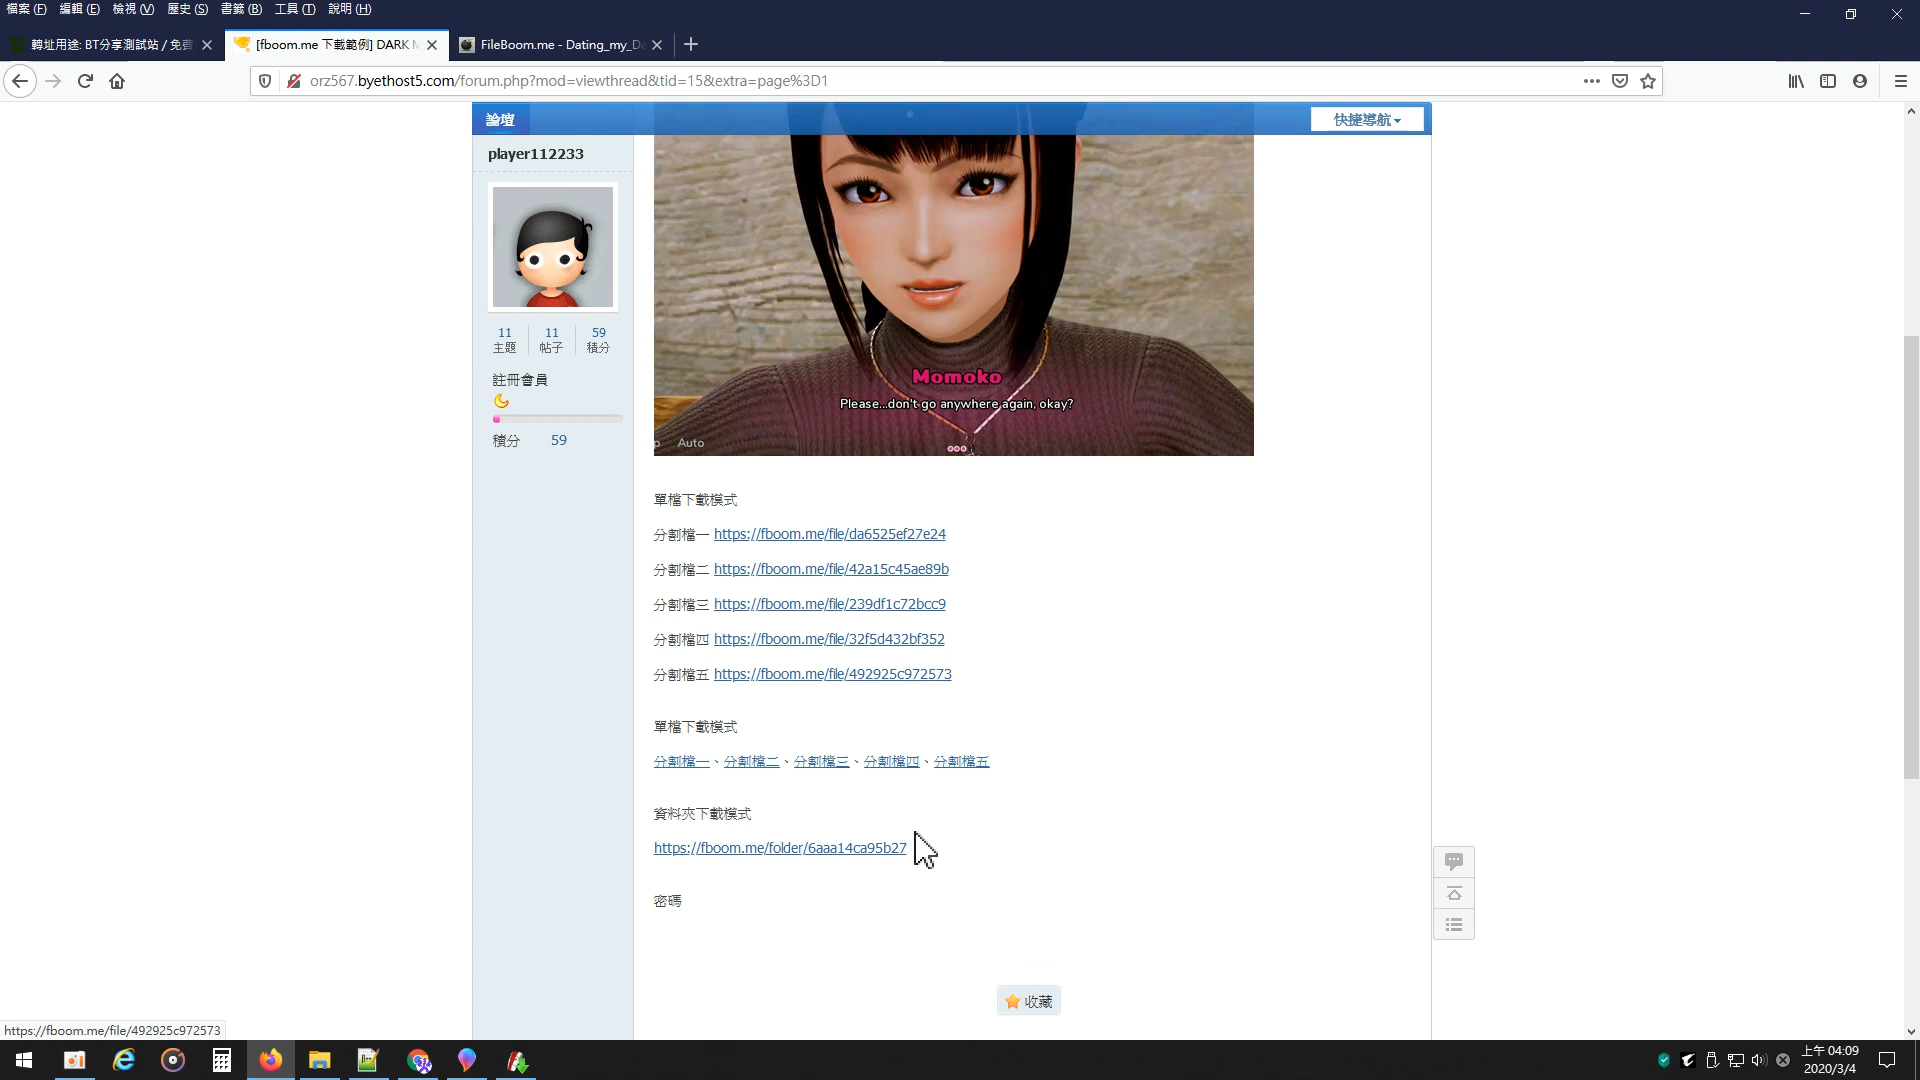 檔案 (F) 編輯 (E) 檢視 (V) 歷史 (S) 書籤 (B) 工具 (T) 說明 (H)
轉址用途: BT分享測試站 / 免費
[fboom.me 下載範例] DARK M
FileBoom.me - Dating_my_Da
orz567.byethost5.com/forum.php?mod=viewthread&tid=15&extra=page%3D1
論壇
快捷導航
player112233
11 11 59
主題 帖子 積分
註冊會員
積分 59
Momoko
Please...don't go anywhere again, okay?
p Auto
單檔下載模式
分割檔一 https://fboom.me/file/da6525ef27e24
分割檔二 https://fboom.me/file/42a15c45ae89b
分割檔三 https://fboom.me/file/239df1c72bcc9
分割檔四 https://fboom.me/file/32f5d432bf352
分割檔五 https://fboom.me/file/492925c972573
單檔下載模式
分割檔一、分割檔二、分割檔三、分割檔四、分割檔五
資料夾下載模式
https://fboom.me/folder/6aaa14ca95b27
密碼
收藏
https://fboom.me/file/492925c972573
上午 04:09
2020/3/4